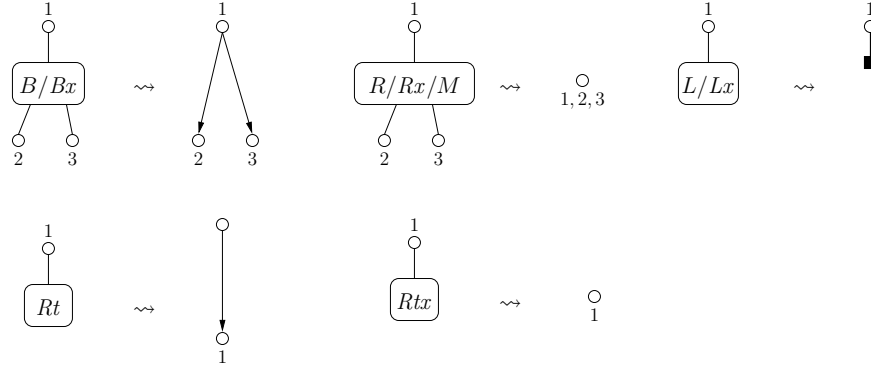 1 1 1 1 1
B/Bx ⇝ R/Rx/M ⇝ 1, 2, 3 L/Lx ⇝
2 3 2 3 2 3
1 1
Rt ⇝ Rtx ⇝ 1
1